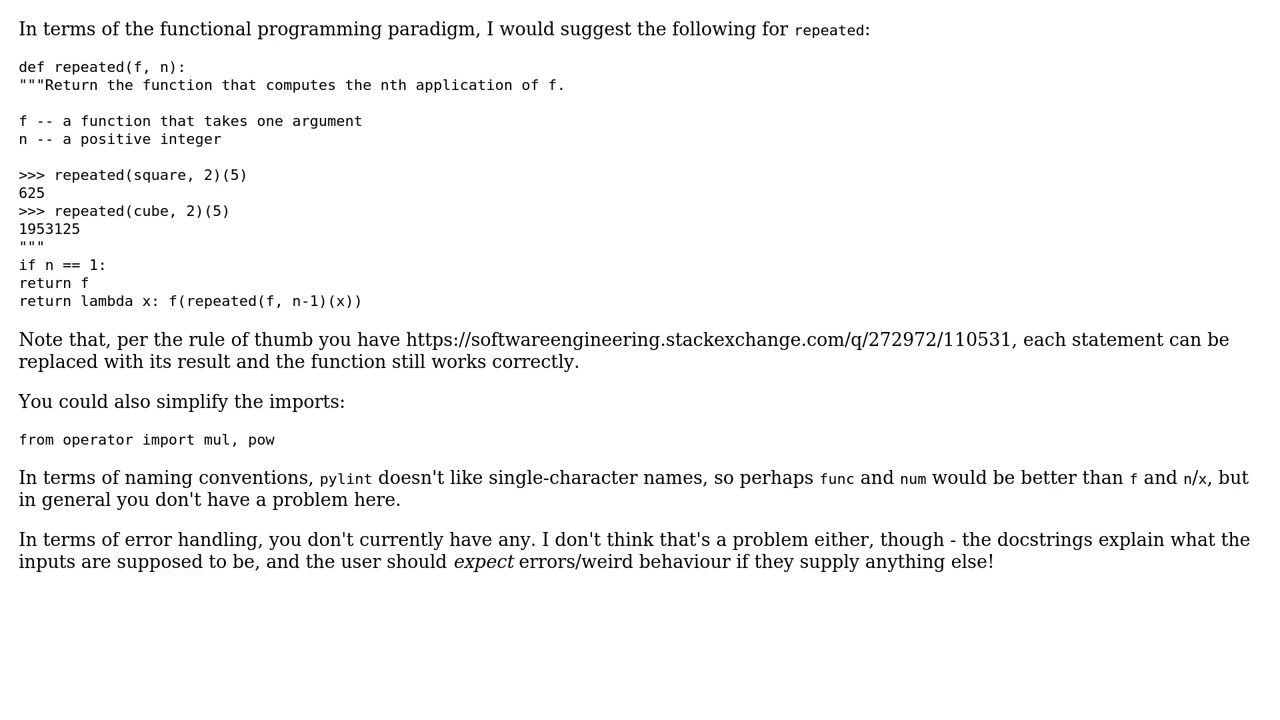 In terms of the functional programming paradigm, I would suggest the following for repeated:
def repeated(f, n):
"""Return the function that computes the nth application of f.
f -- a function that takes one argument
n -- a positive integer
>>> repeated(square, 2)(5)
625
>>> repeated(cube, 2)(5)
1953125
"""
if n == 1:
return f
return lambda x: f(repeated(f, n-1)(x))
Note that, per the rule of thumb you have https://softwareengineering.stackexchange.com/q/272972/110531, each statement can be
replaced with its result and the function still works correctly.
You could also simplify the imports:
from operator import mul, pow
In terms of naming conventions, pylint doesn't like single-character names, so perhaps func and num would be better than f and n/x, but
in general you don't have a problem here.
In terms of error handling, you don't currently have any. I don't think that's a problem either, though - the docstrings explain what the
inputs are supposed to be, and the user should expect errors/weird behaviour if they supply anything else!